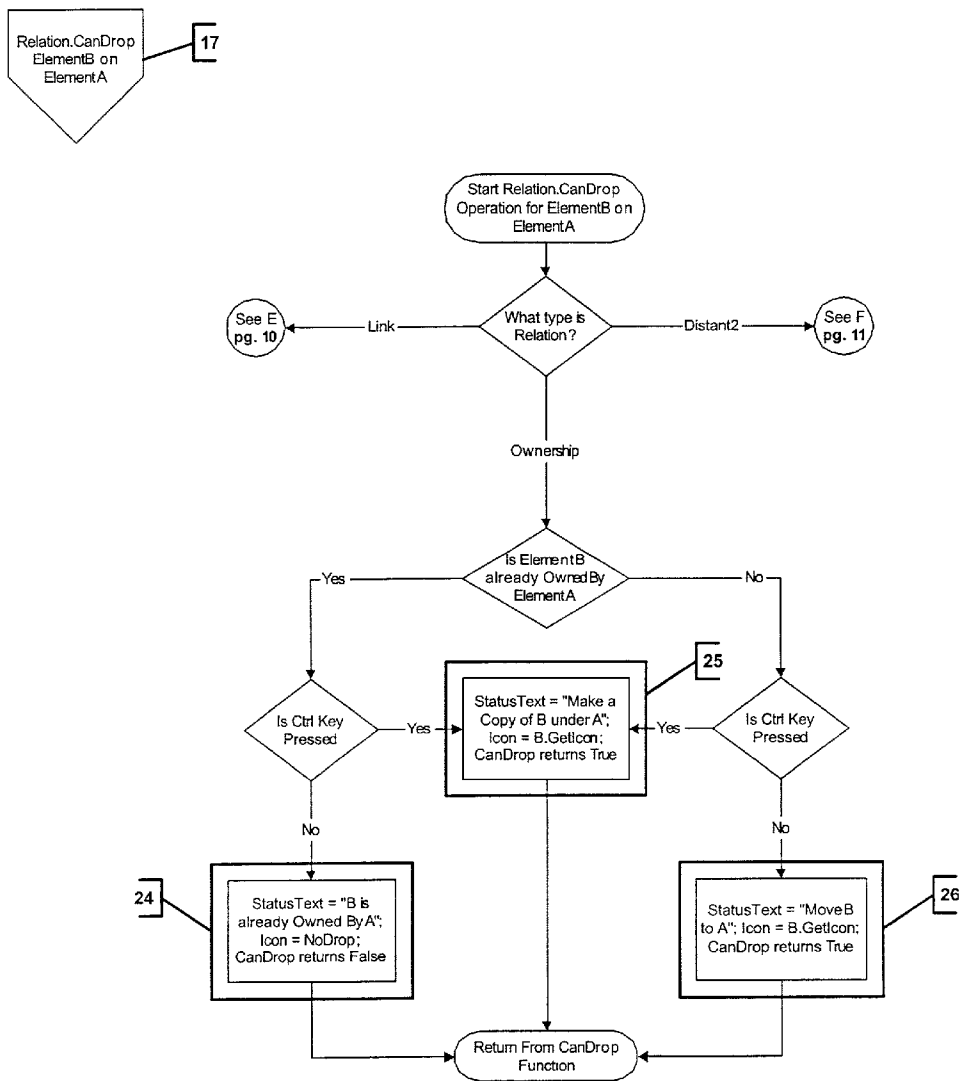 Relation.CanDrop
ElementB on
ElementA
17
Start Relation.CanDrop
Operation for ElementB on
ElementA
What type is
Relation?
Link
See E
pg. 10
Distant2
See F
pg. 11
Ownership
Is ElementB
already OwnedBy
ElementA
Yes
No
25
Is Ctrl Key
Pressed
Yes
StatusText = "Make a
Copy of B under A";
Icon = B.GetIcon;
CanDrop returns True
Yes
Is Ctrl Key
Pressed
No
No
24
StatusText = "B is
already Owned By A";
Icon = NoDrop;
CanDrop returns False
StatusText = "Move B
to A"; Icon = B.GetIcon;
CanDrop returns True
26
Return From CanDrop
Function